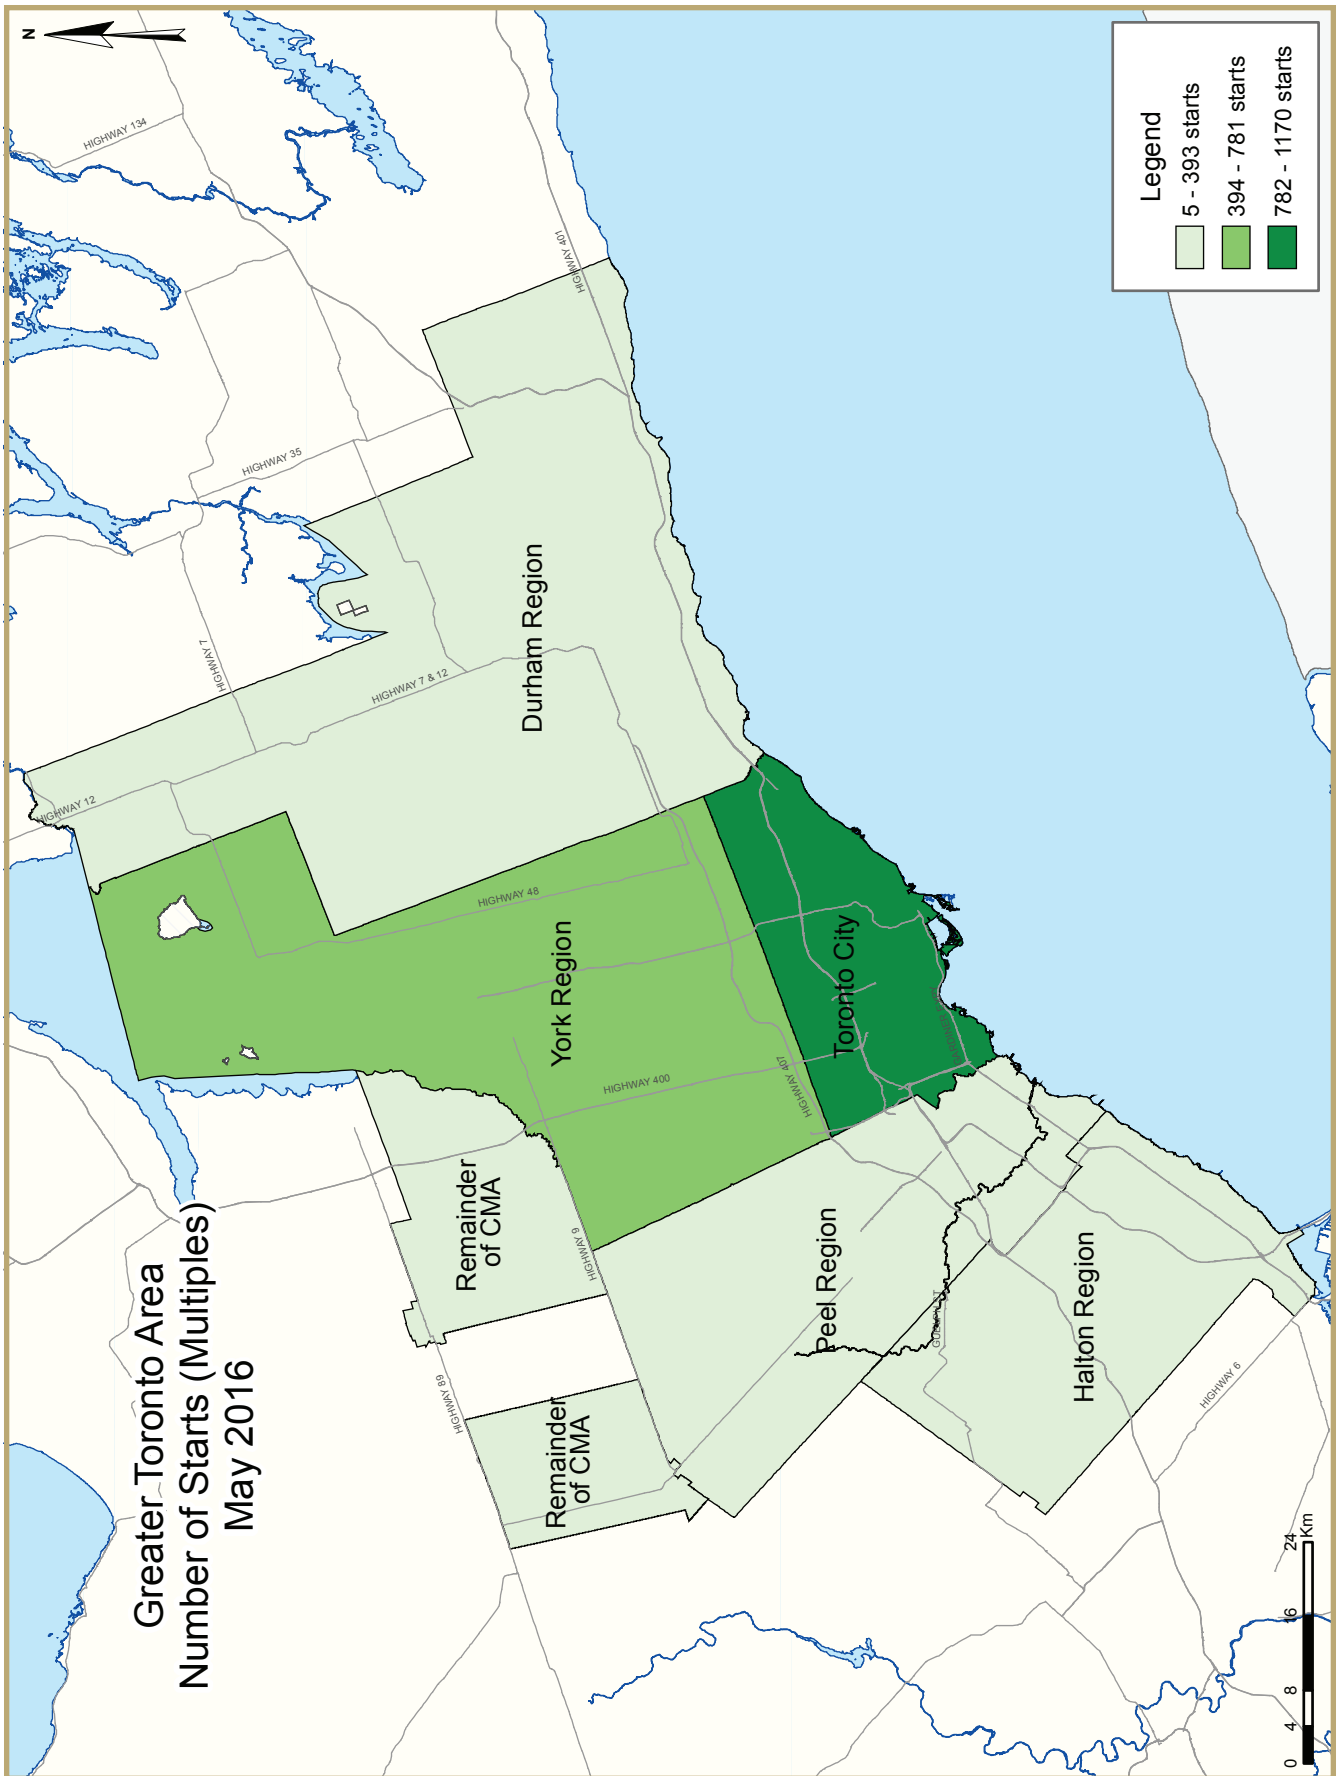 Greater Toronto Area
Number of Starts (Multiples)
May 2016
N
HIGHWAY 134
HIGHWAY 401
HIGHWAY 35
HIGHWAY 7
HIGHWAY 7 & 12
HIGHWAY 12
Durham Region
HIGHWAY 48
York Region
HIGHWAY 400
HIGHWAY 407
Toronto City
Remainder
of CMA
HIGHWAY 9
HIGHWAY 89
Remainder
of CMA
Peel Region
Halton Region
HIGHWAY 6
Legend
5 - 393 starts
394 - 781 starts
782 - 1170 starts
0 4 8 16 24
Km